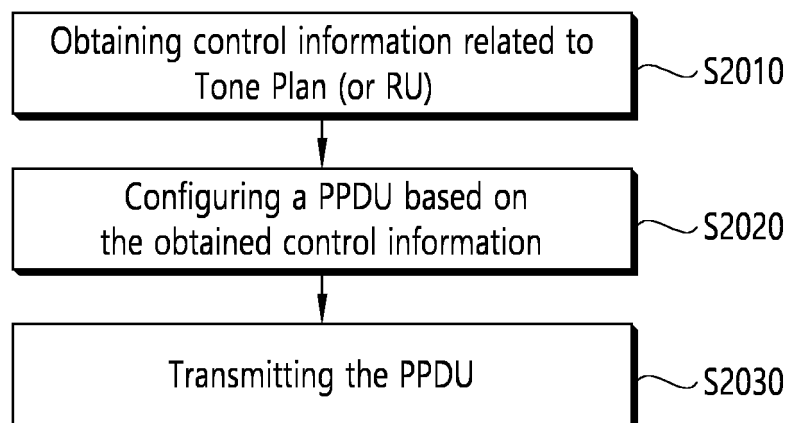 Obtaining control information related to
Tone Plan (or RU)
S2010
Configuring a PPDU based on
the obtained control information
S2020
Transmitting the PPDU
S2030